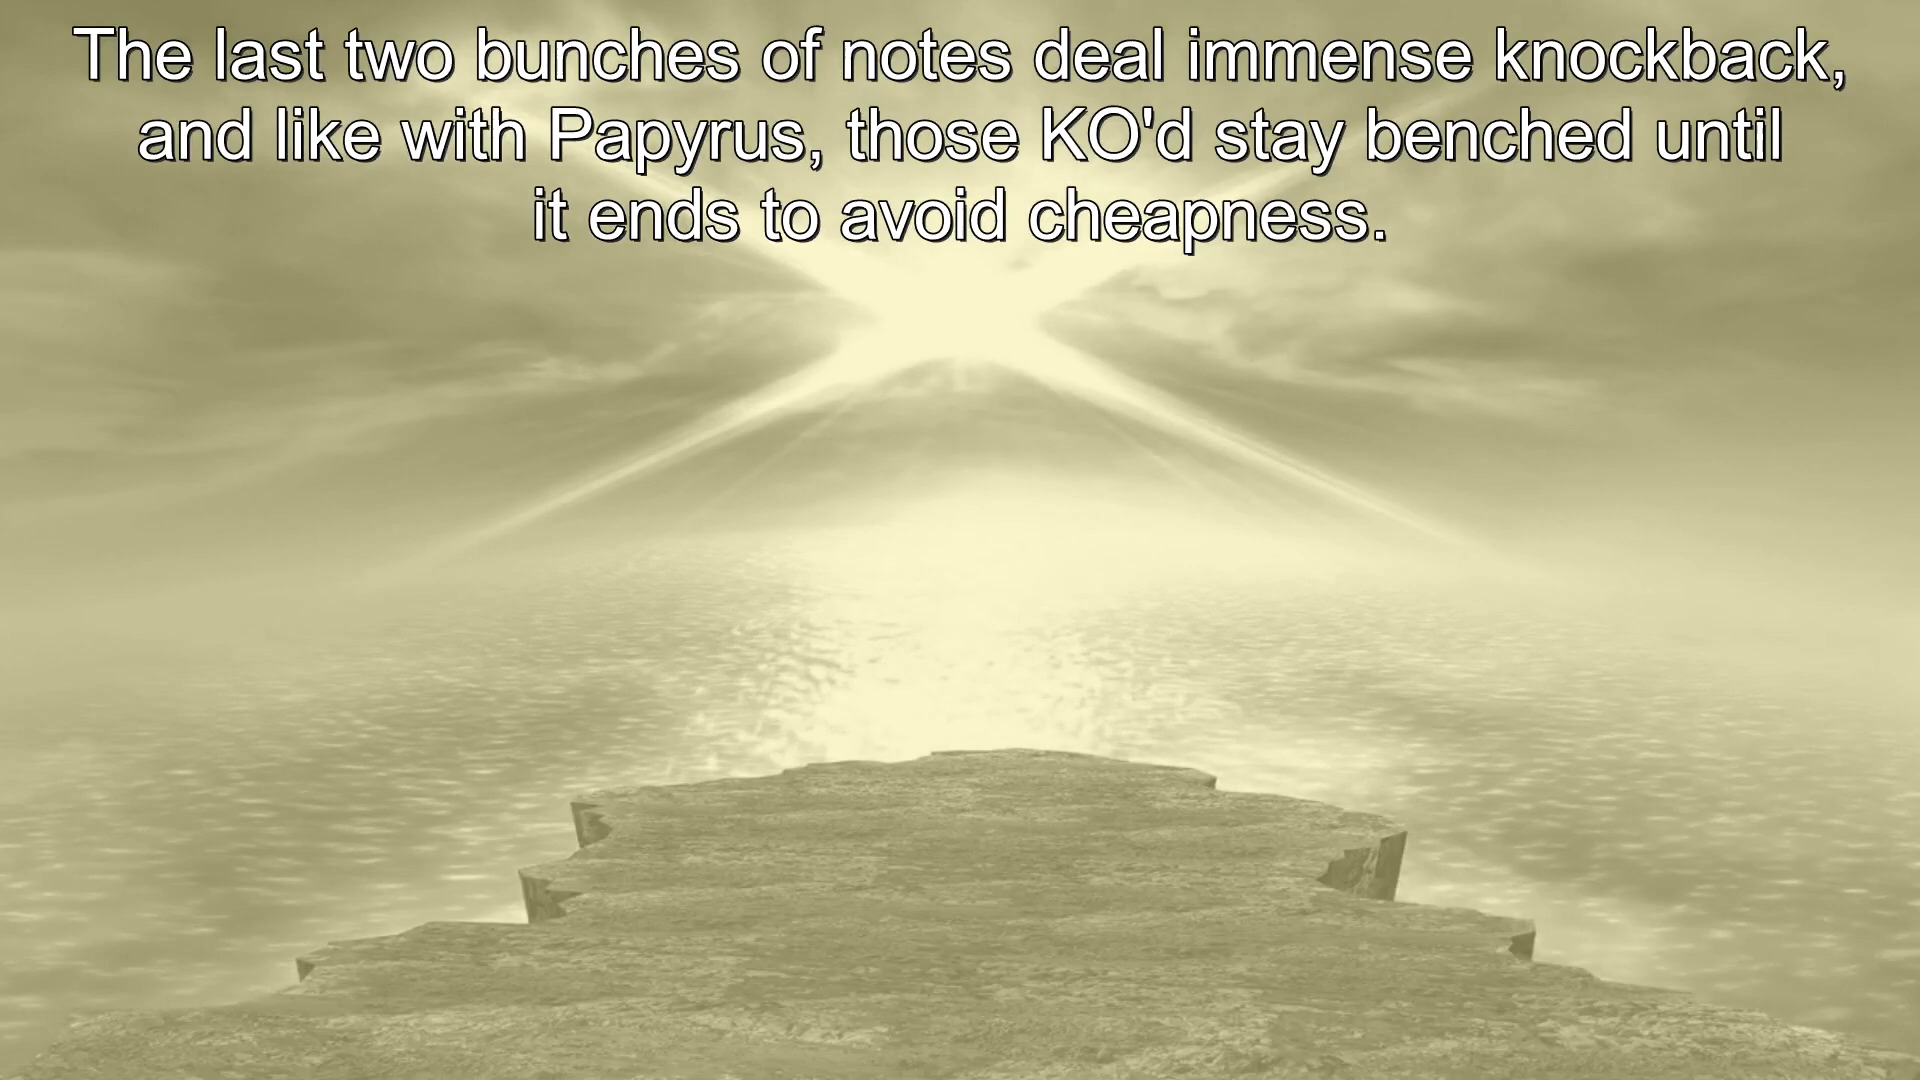 The last two bunches of notes deal immense knockback,
and like with Papyrus, those KO'd stay benched until
it ends to avoid cheapness.